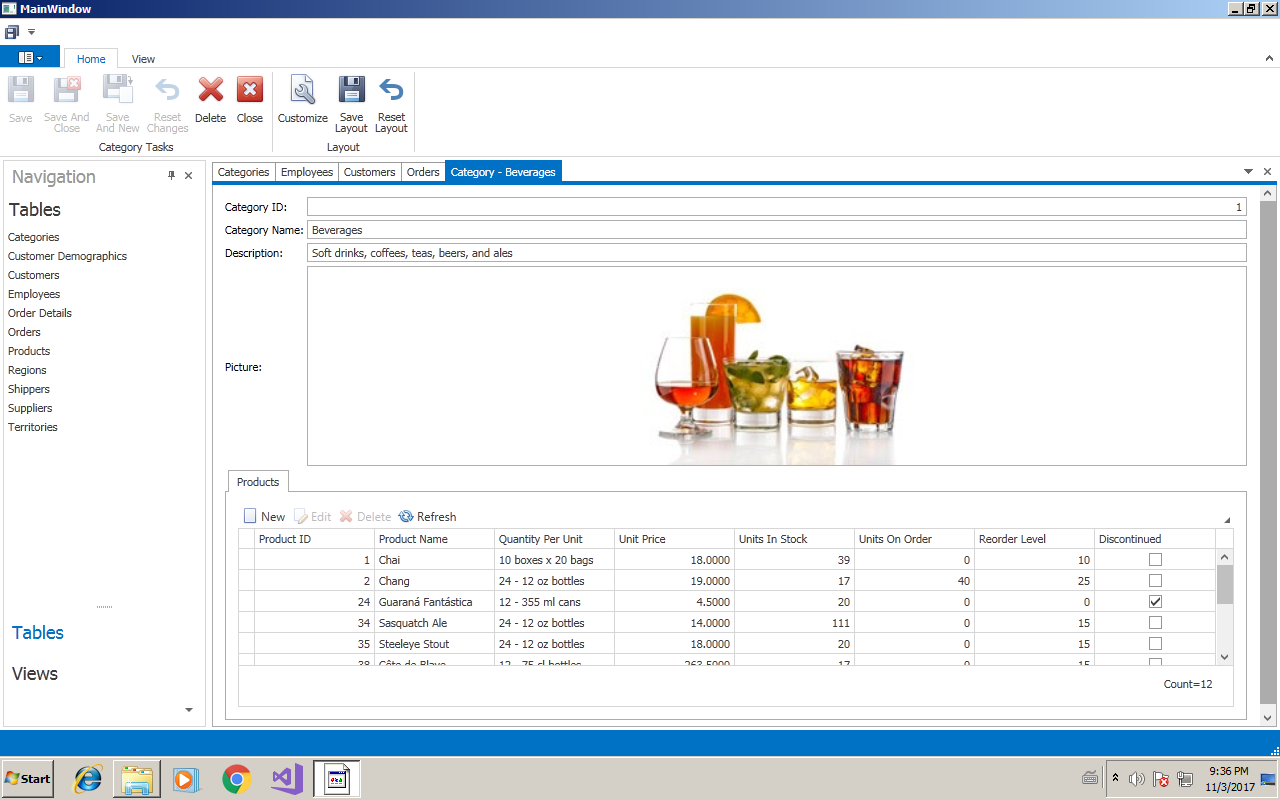 MainWindow
Home View
Save
Save And Close
Save And New
Reset Changes
Delete
Close
Customize
Save Layout
Reset Layout
Category Tasks
Layout
Navigation
Tables
Categories
Customer Demographics
Customers
Employees
Order Details
Orders
Products
Regions
Shippers
Suppliers
Territories
Tables
Views
Categories Employees Customers Orders Category - Beverages
Category ID: 1
Category Name: Beverages
Description: Soft drinks, coffees, teas, beers, and ales
Picture:
Products
New Edit Delete Refresh
Product ID Product Name Quantity Per Unit Unit Price Units In Stock Units On Order Reorder Level Discontinued
1 Chai 10 boxes x 20 bags 18.0000 39 0 10
2 Chang 24 - 12 oz bottles 19.0000 17 40 25
24 Guaraná Fantástica 12 - 355 ml cans 4.5000 20 0 0
34 Sasquatch Ale 24 - 12 oz bottles 14.0000 111 0 15
35 Steeleye Stout 24 - 12 oz bottles 18.0000 20 0 15
38 Côte de Blaye 12 - 75 cl bottles 263.5000 17 0 15
Count=12
Start
9:36 PM
11/3/2017